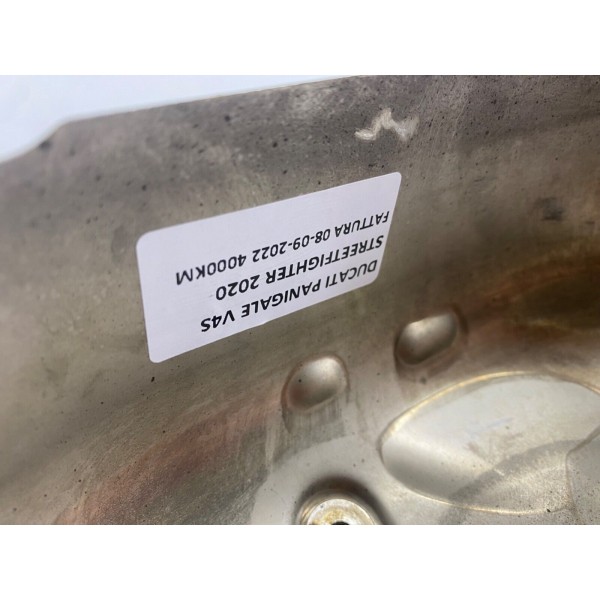 DUCATI PANIGALE V4S
STREETFIGHTER 2020
FATTURA 08-09-2022 4000KM